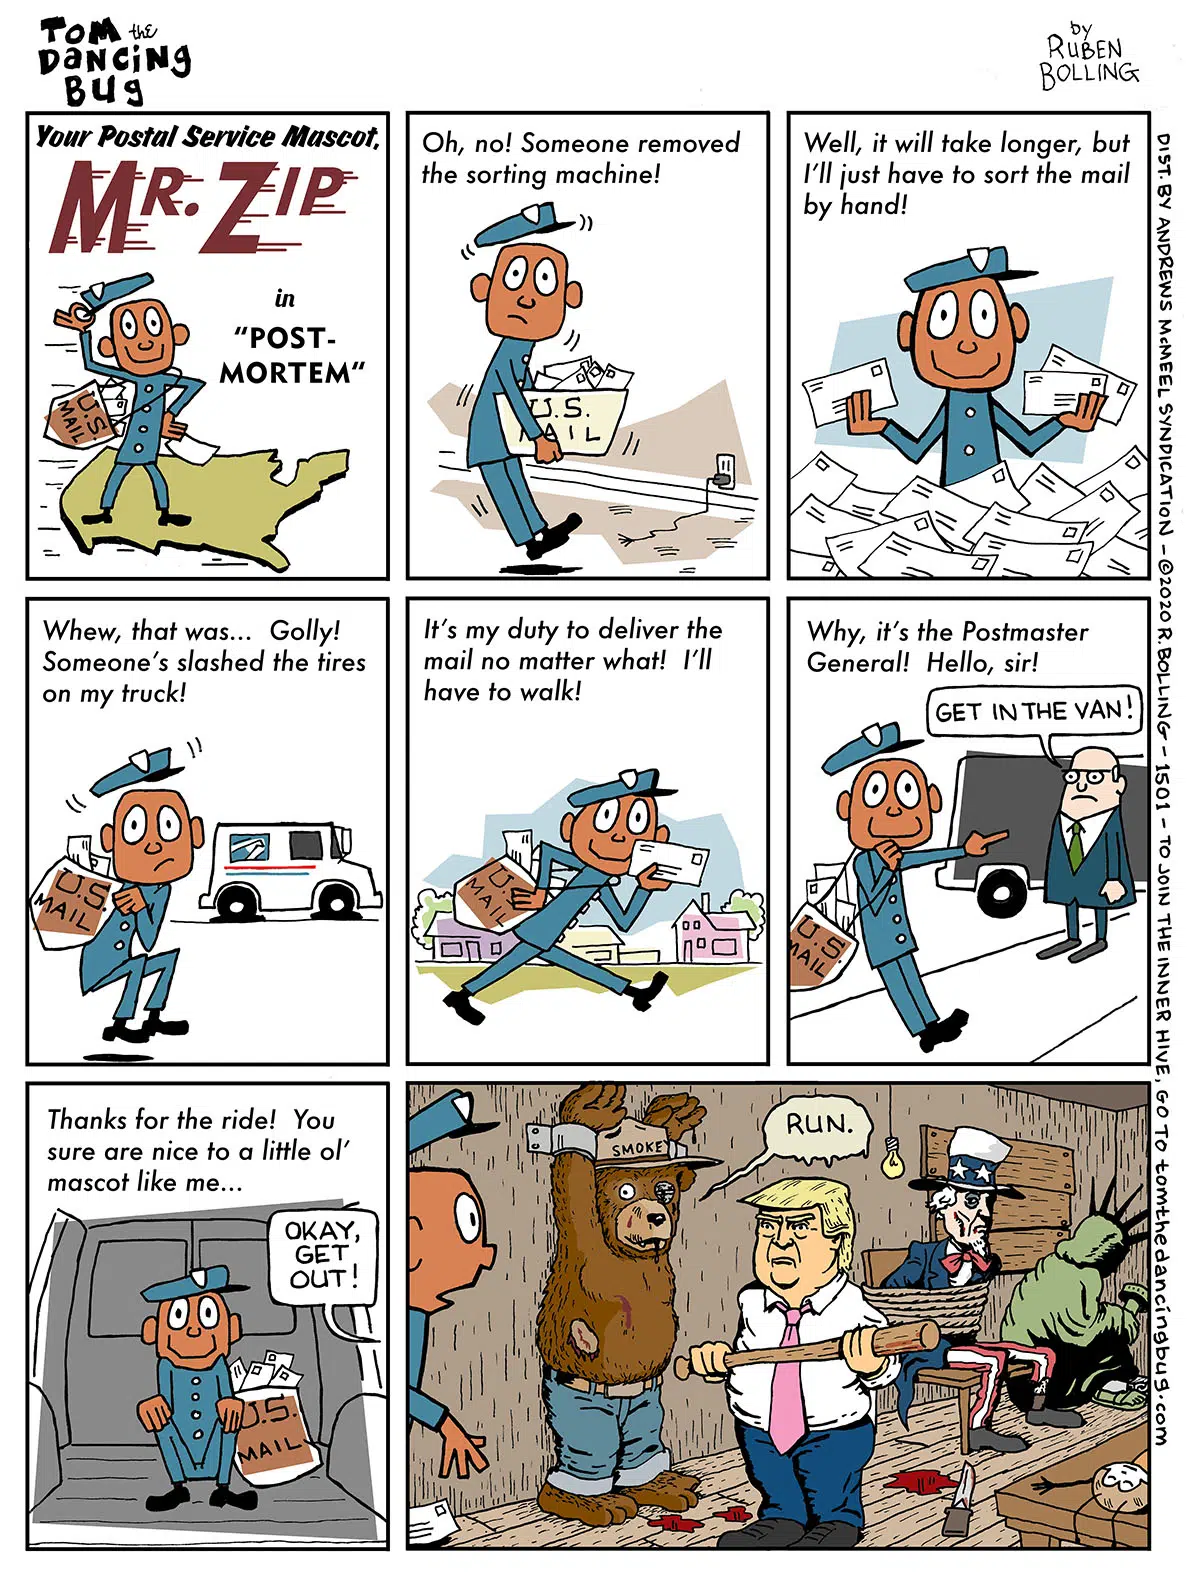 TOM the
DANCING
BUG
by
RUBEN
BOLLING
Your Postal Service Mascot,
MR. ZIP
in
“POST-
MORTEM“
U.S.
MAIL
Oh, no! Someone removed
the sorting machine!
U.S.
MAIL
Well, it will take longer, but
I’ll just have to sort the mail
by hand!
Whew, that was... Golly!
Someone’s slashed the tires
on my truck!
U.S.
MAIL
It’s my duty to deliver the
mail no matter what! I’ll
have to walk!
U.S.
MAIL
Why, it’s the Postmaster
General! Hello, sir!
GET IN THE VAN!
U.S.
MAIL
Thanks for the ride! You
sure are nice to a little ol’
mascot like me...
OKAY,
GET
OUT!
U.S.
MAIL
RUN.
SMOKEY
DIST. BY ANDREWS MCMEEL SYNDICATION - ©2020 R. BOLLING - 1501 - TO JOIN THE INNER HIVE, GO TO tomthedancingbug.com